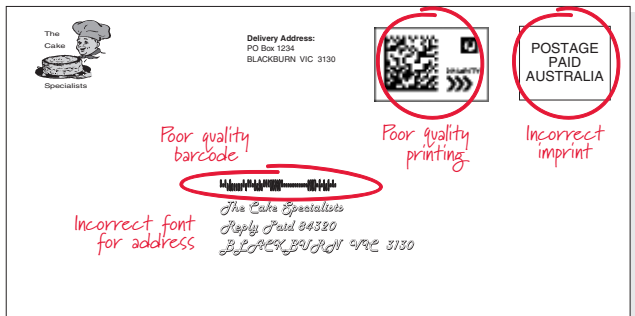 The
Cake
Specialists
Delivery Address:
PO Box 1234
BLACKBURN VIC 3130
POSTAGE
PAID
AUSTRALIA
Poor quality
barcode
Poor quality
printing
Incorrect
imprint
Incorrect font
for address
The Cake Specialists
Reply Paid 84320
BLACKBURN VIC 3130